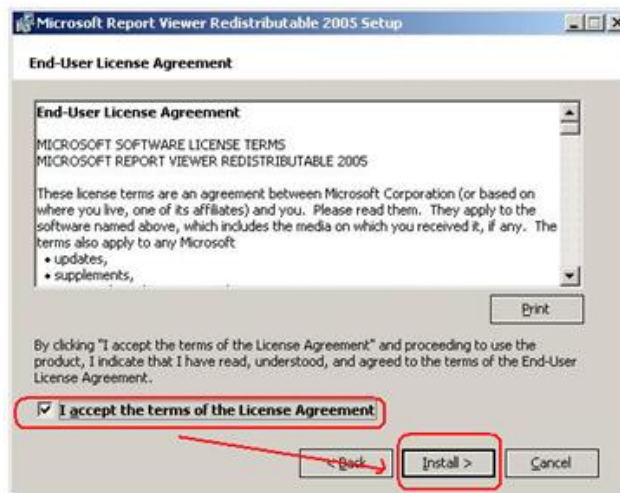 Microsoft Report Viewer Redistributable 2005 Setup
End-User License Agreement
End-User License Agreement
MICROSOFT SOFTWARE LICENSE TERMS
MICROSOFT REPORT VIEWER REDISTRIBUTABLE 2005
These license terms are an agreement between Microsoft Corporation (or based on
where you live, one of its affiliates) and you. Please read them. They apply to the
software named above, which includes the media on which you received it, if any. The
terms also apply to any Microsoft
• updates,
• supplements,
Print
By clicking "I accept the terms of the License Agreement" and proceeding to use the
product, I indicate that I have read, understood, and agreed to the terms of the End-User
License Agreement.
I accept the terms of the License Agreement
< Back Install > Cancel